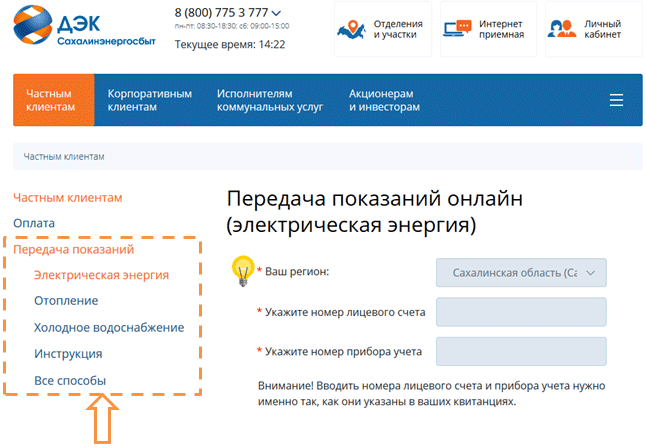 ДЭК
Сахалинэнергосбыт
8 (800) 775 3 777
пн-пт: 08:30-18:30; сб: 09:00-15:00
Текущее время: 14:22
Отделения
и участки
Интернет
приемная
Личный
кабинет
Частным
клиентам
Корпоративным
клиентам
Исполнителям
коммунальных услуг
Акционерам
и инвесторам
Частным клиентам
Частным клиентам
Оплата
Передача показаний
Электрическая энергия
Отопление
Холодное водоснабжение
Инструкция
Все способы
Передача показаний онлайн
(электрическая энергия)
* Ваш регион:
Сахалинская область (Са
* Укажите номер лицевого счета
* Укажите номер прибора учета
Внимание! Вводить номера лицевого счета и прибора учета нужно
именно так, как они указаны в ваших квитанциях.